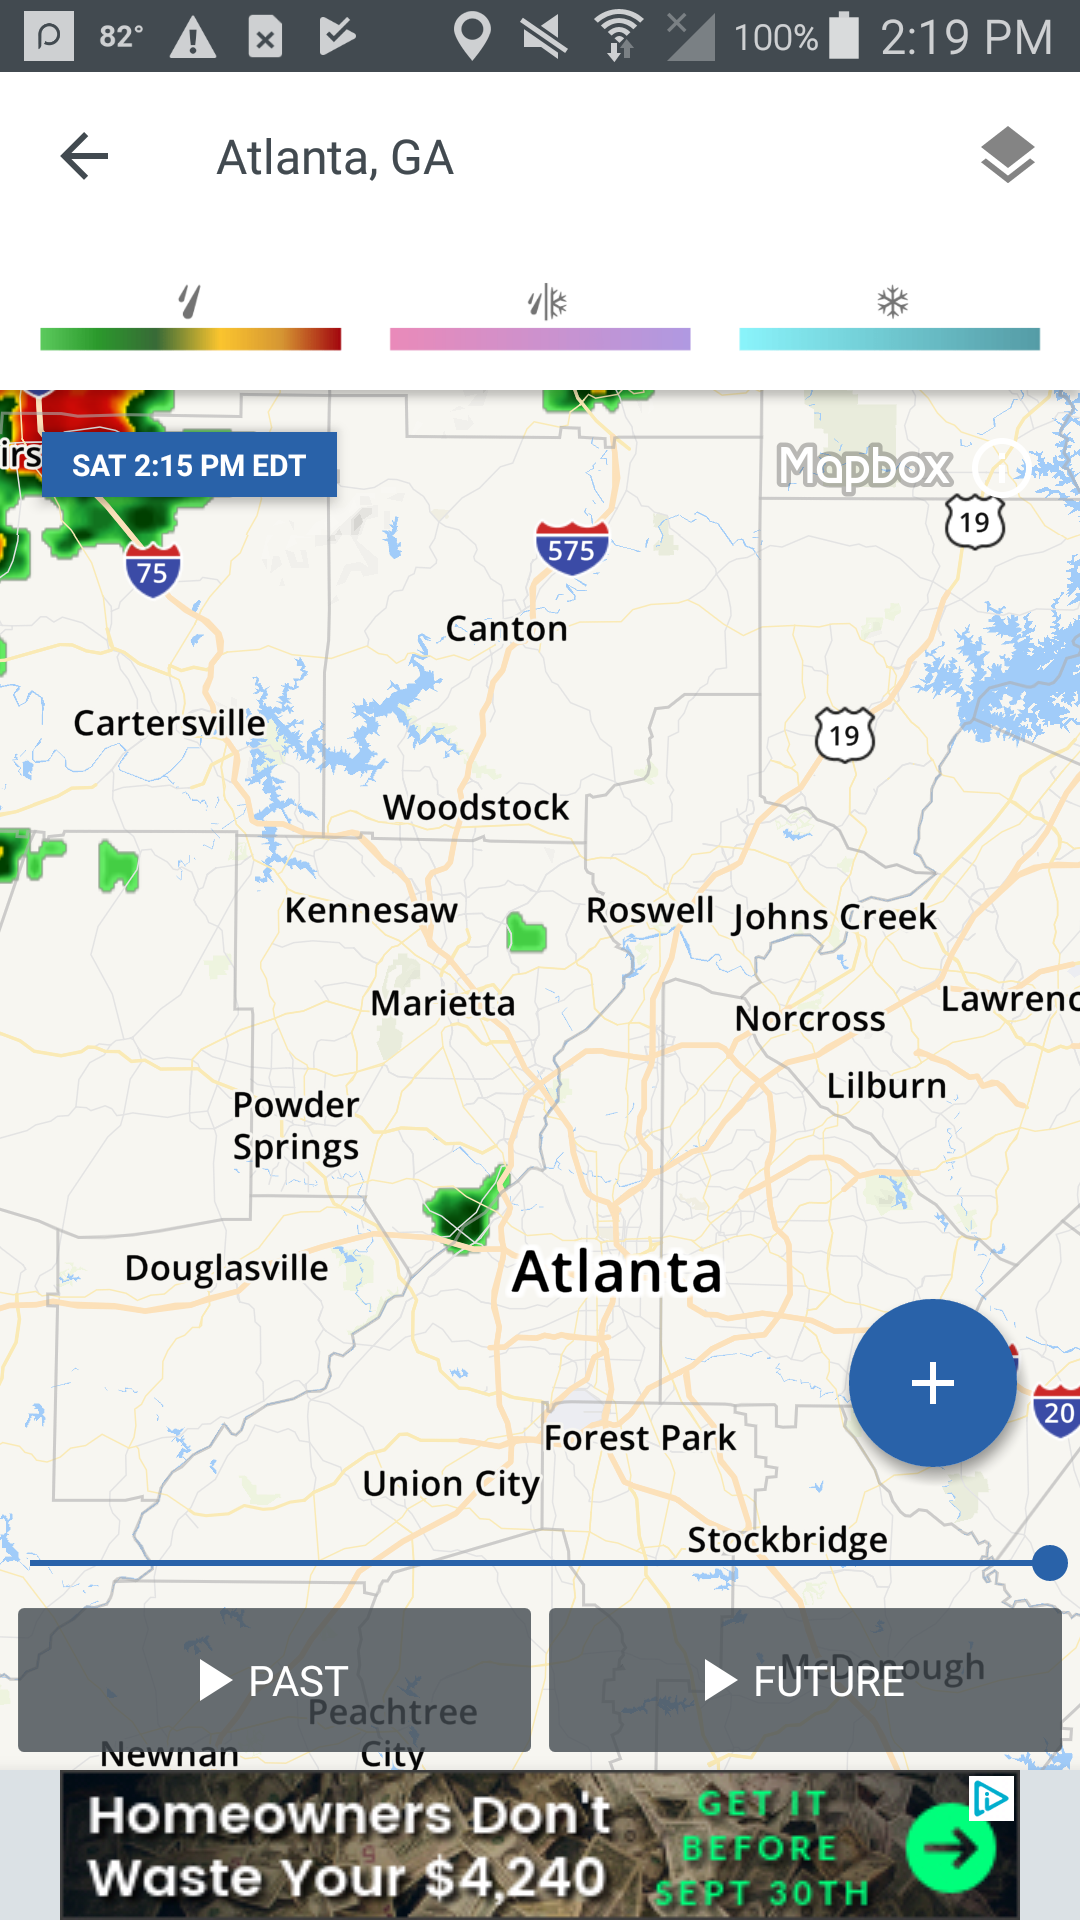 82° 100% 2:19 PM
Atlanta, GA
SAT 2:15 PM EDT
Mapbox
19
575
75
Canton
Cartersville
19
Woodstock
Kennesaw
Roswell
Johns Creek
Marietta
Norcross
Lawrenc
Lilburn
Powder
Springs
Douglasville
Atlanta
20
Forest Park
Union City
Stockbridge
McDonough
PAST
FUTURE
Peachtree
City
Newnan
Homeowners Don't
Waste Your $4,240
GET IT
BEFORE
SEPT 30TH